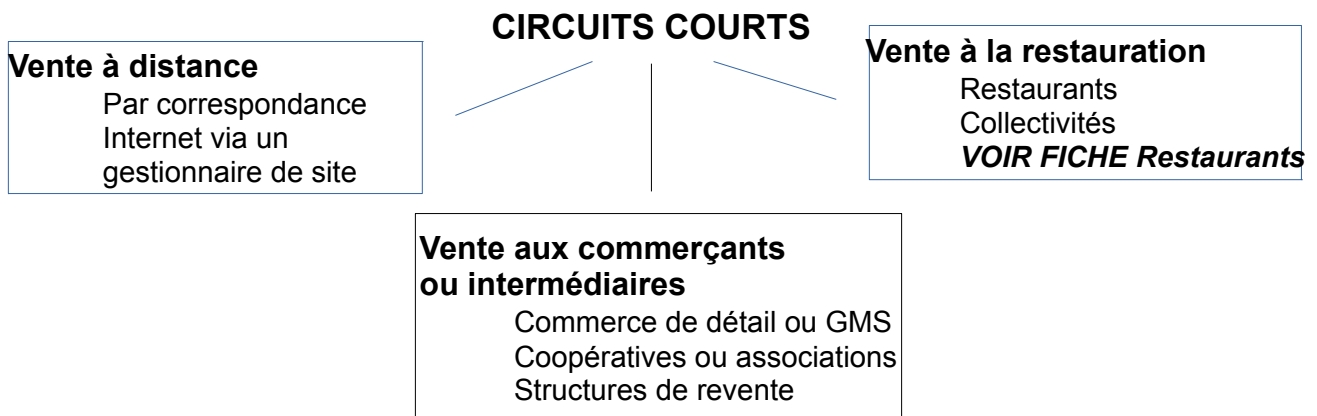 CIRCUITS COURTS
Vente à distance
Par correspondance
Internet via un
gestionnaire de site
Vente à la restauration
Restaurants
Collectivités
VOIR FICHE Restaurants
Vente aux commerçants
ou intermédiaires
Commerce de détail ou GMS
Coopératives ou associations
Structures de revente